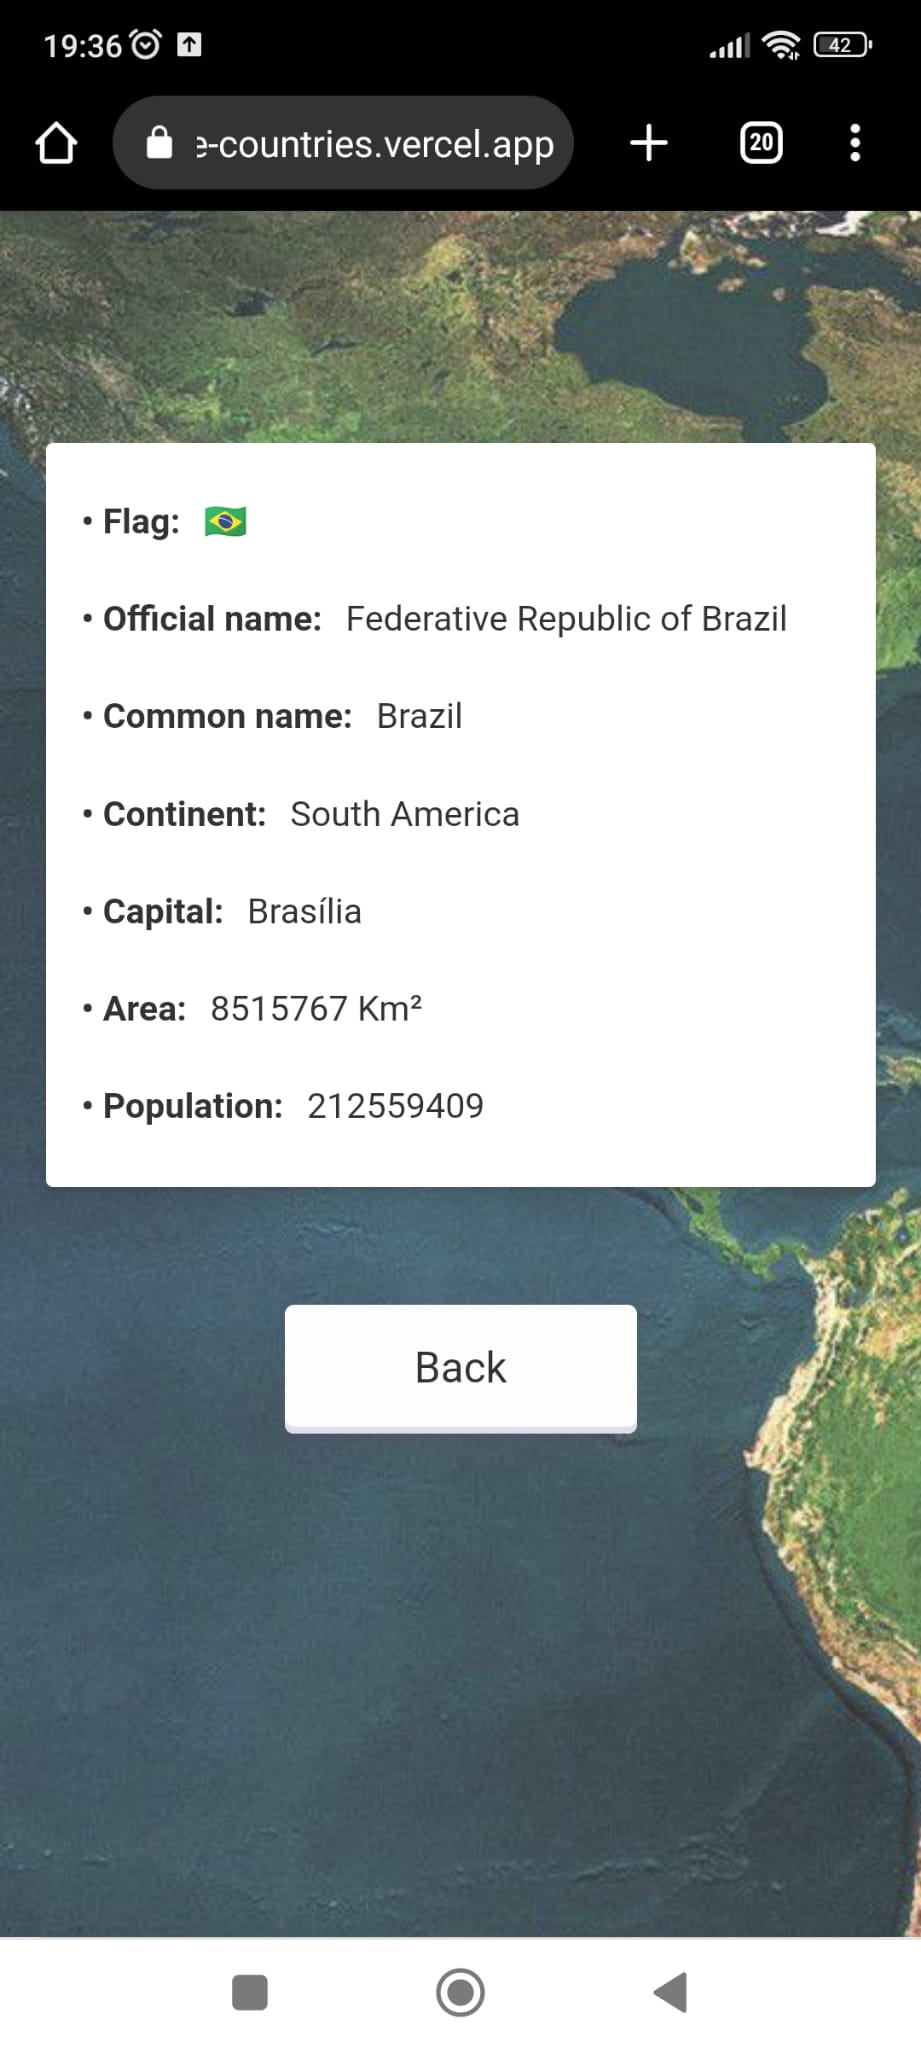 19:36
42
e-countries.vercel.app
20
• Flag: 🇧🇷
• Official name: Federative Republic of Brazil
• Common name: Brazil
• Continent: South America
• Capital: Brasília
• Area: 8515767 Km²
• Population: 212559409
Back